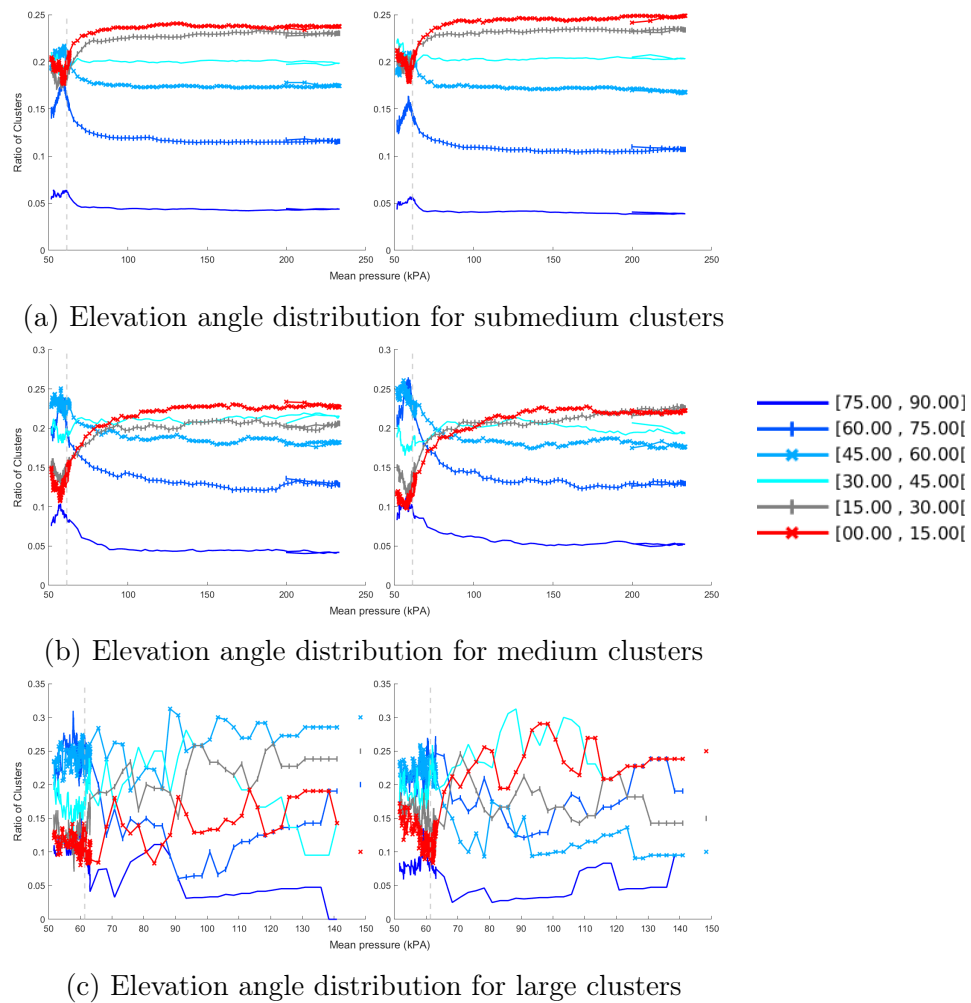 0.25
0.2
0.15
0.1
0.05
0
Ratio of Clusters
50 100 150 200 250
50 100 150 200 250
Mean pressure (kPA)
0.25
0.2
0.15
0.1
0.05
0
Mean pressure (kPA)
(a) Elevation angle distribution for submedium clusters
0.3
0.25
0.2
0.15
0.1
0.05
0
Ratio of Clusters
50 100 150 200 250
Mean pressure (kPA)
0.3
0.25
0.2
0.15
0.1
0.05
0
50 100 150 200 250
Mean pressure (kPA)
(b) Elevation angle distribution for medium clusters
[75.00 , 90.00]
[60.00 , 75.00[
[45.00 , 60.00[
[30.00 , 45.00[
[15.00 , 30.00[
[00.00 , 15.00[
0.35
0.3
0.25
0.2
0.15
0.1
0.05
0
Ratio of Clusters
50 60 70 80 90 100 110 120 130 140 150
Mean pressure (kPA)
0.35
0.3
0.25
0.2
0.15
0.1
0.05
0
50 60 70 80 90 100 110 120 130 140 150
Mean pressure (kPA)
(c) Elevation angle distribution for large clusters